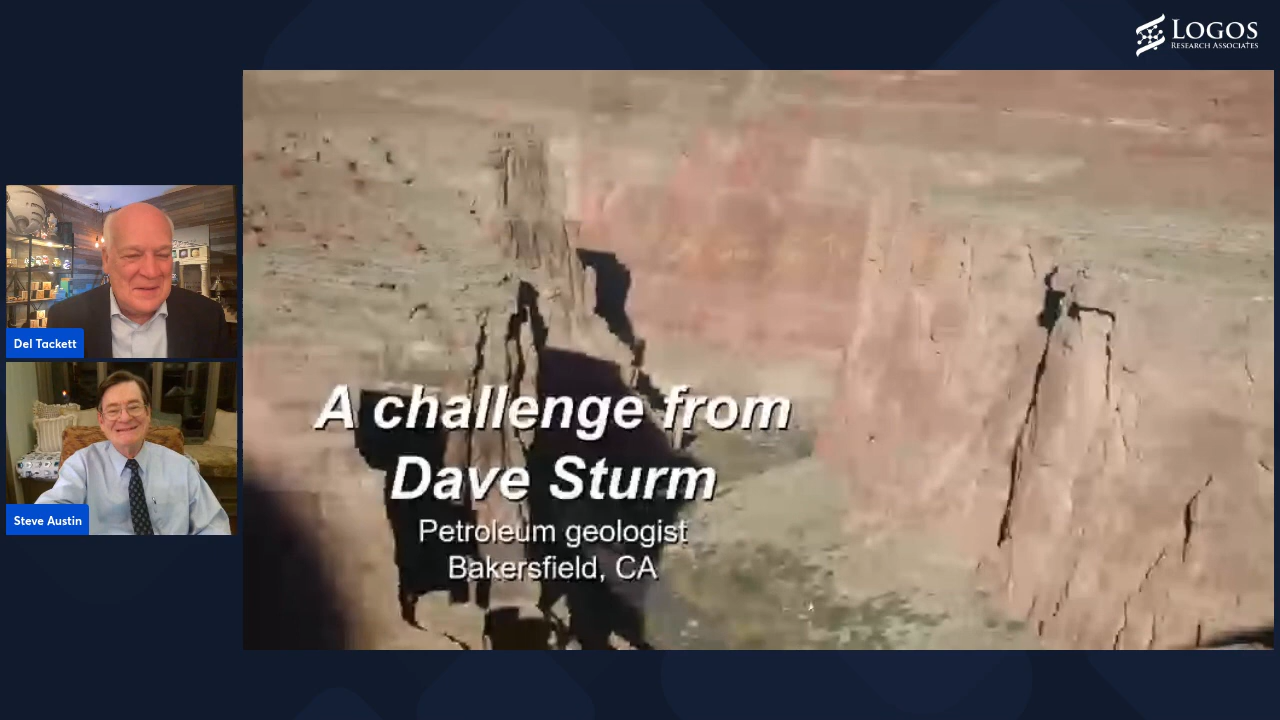 LOGOS
RESEARCH ASSOCIATES
Del Tackett
Steve Austin
A challenge from
Dave Sturm
Petroleum geologist
Bakersfield, CA